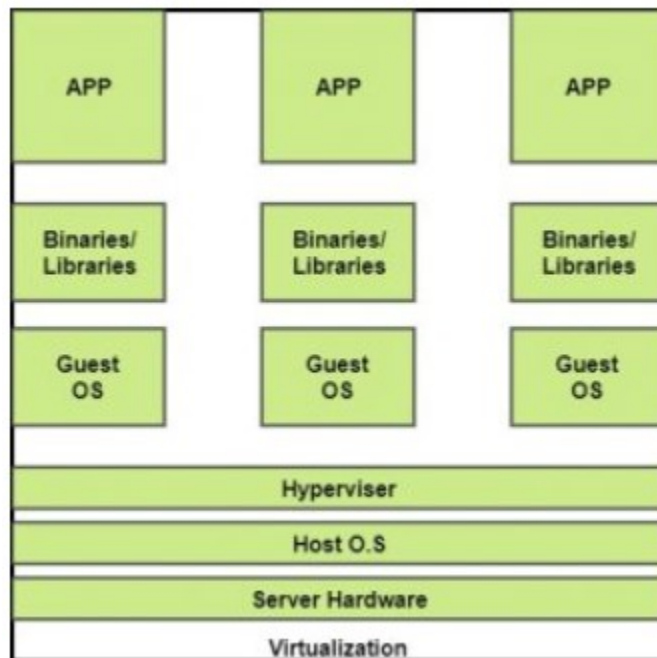 APP
APP
APP
Binaries/
Libraries
Binaries/
Libraries
Binaries/
Libraries
Guest
OS
Guest
OS
Guest
OS
Hyperviser
Host O.S
Server Hardware
Virtualization